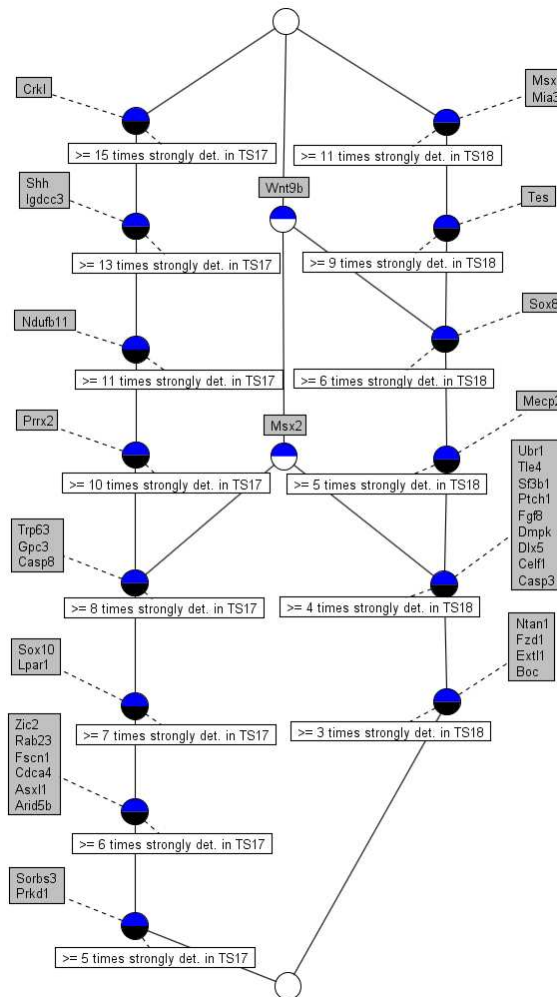 Crkl
Msx
Mia3
>= 15 times strongly det. in TS17
>= 11 times strongly det. in TS18
Shh
Igdcc3
Wnt9b
Tes
>= 13 times strongly det. in TS17
>= 9 times strongly det. in TS18
Ndufb11
Sox8
>= 11 times strongly det. in TS17
>= 6 times strongly det. in TS18
Prrx2
Msx2
Mecp2
>= 10 times strongly det. in TS17
>= 5 times strongly det. in TS18
Ubr1
Tle4
Sf3b1
Ptch1
Fgf8
Dmpk
Dlx5
Celf1
Casp3
Trp63
Gpc3
Casp8
>= 8 times strongly det. in TS17
>= 4 times strongly det. in TS18
Sox10
Lpar1
Ntan1
Fzd1
Extl1
Boc
>= 7 times strongly det. in TS17
>= 3 times strongly det. in TS18
Zic2
Rab23
Fscn1
Cdca4
Asxl1
Arid5b
>= 6 times strongly det. in TS17
Sorbs3
Prkd1
>= 5 times strongly det. in TS17